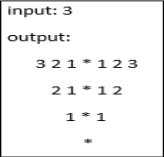 input: 3
output:
3 2 1 * 1 2 3
2 1 * 1 2
1 * 1
*